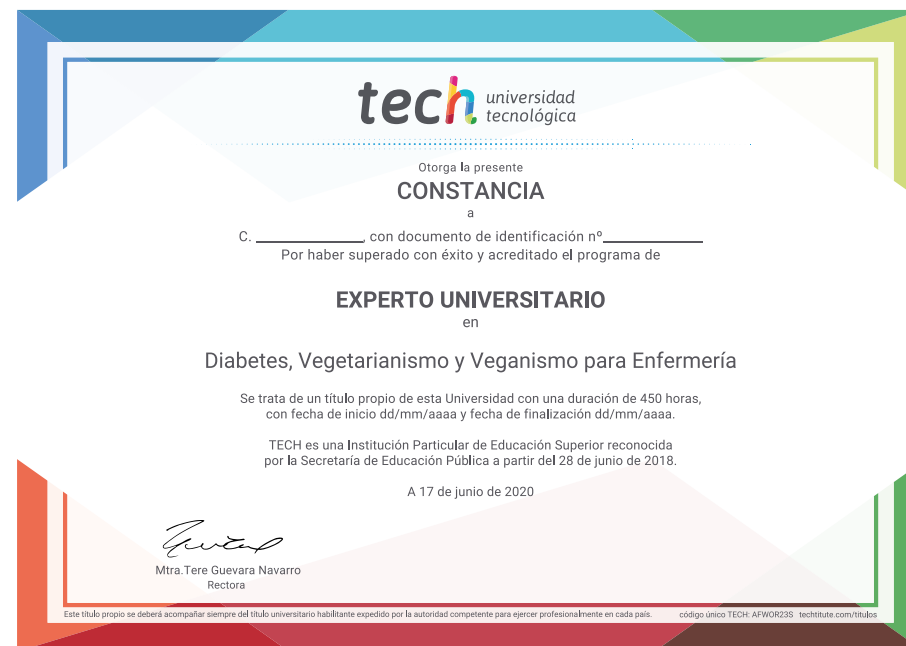 tech universidad
tecnológica
Otorga la presente
CONSTANCIA
a
C. ______________, con documento de identificación nº_____________
Por haber superado con éxito y acreditado el programa de
EXPERTO UNIVERSITARIO
en
Diabetes, Vegetarianismo y Veganismo para Enfermería
Se trata de un título propio de esta Universidad con una duración de 450 horas,
con fecha de inicio dd/mm/aaaa y fecha de finalización dd/mm/aaaa.
TECH es una Institución Particular de Educación Superior reconocida
por la Secretaría de Educación Pública a partir del 28 de junio de 2018.
A 17 de junio de 2020
Mtra.Tere Guevara Navarro
Rectora
Este título propio se deberá acompañar siempre del título universitario habilitante expedido por la autoridad competente para ejercer profesionalmente en cada país. código único TECH: AFWOR23S techtitute.com/titulos